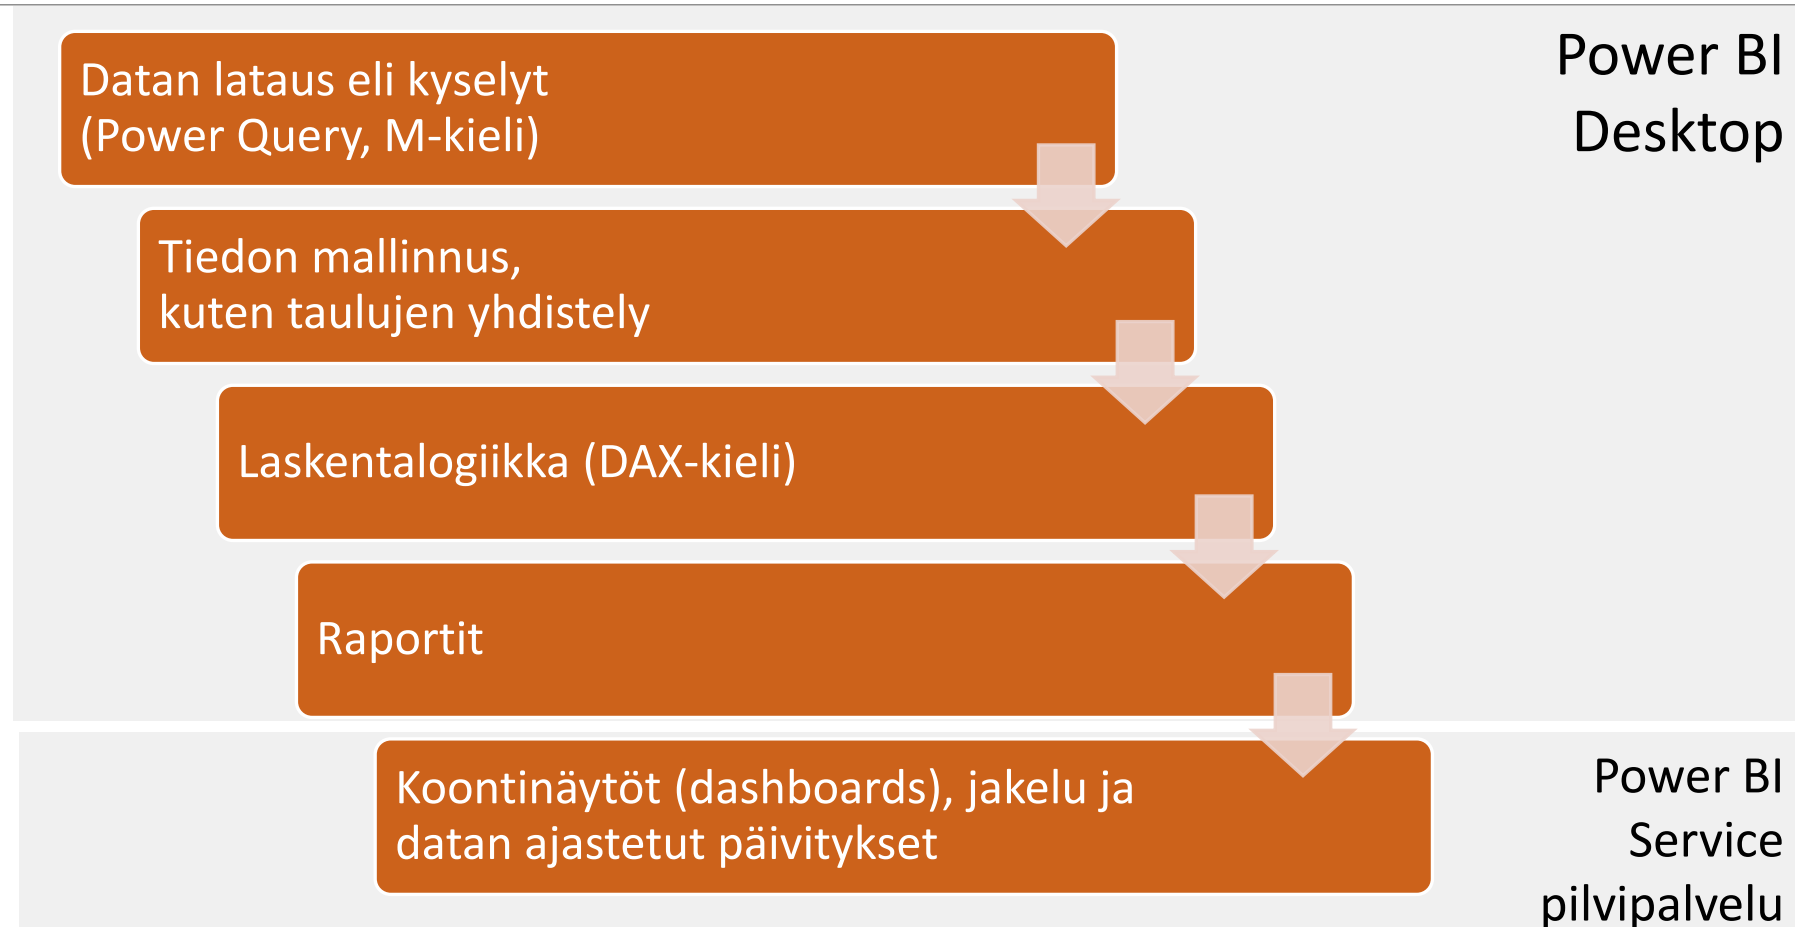 Datan lataus eli kyselyt
(Power Query, M-kieli)
Power BI
Desktop
Tiedon mallinnus,
kuten taulujen yhdistely
Laskentalogiikka (DAX-kieli)
Raportit
Koontinäytöt (dashboards), jakelu ja
datan ajastetut päivitykset
Power BI
Service
pilvipalvelu